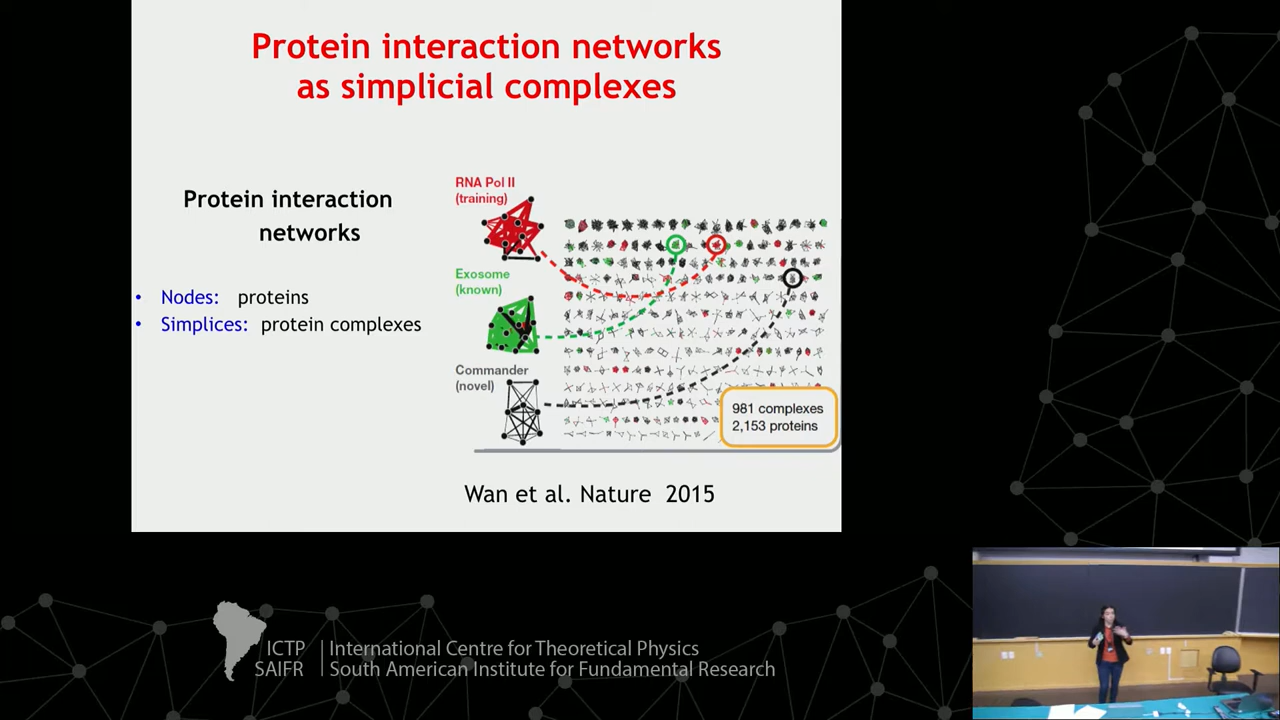 Protein interaction networks
as simplicial complexes
Protein interaction
networks
• Nodes: proteins
• Simplices: protein complexes
RNA Pol II
(training)
Exosome
(known)
Commander
(novel)
981 complexes
2,153 proteins
Wan et al. Nature 2015
ICTP
SAIFR
International Centre for Theoretical Physics
South American Institute for Fundamental Research